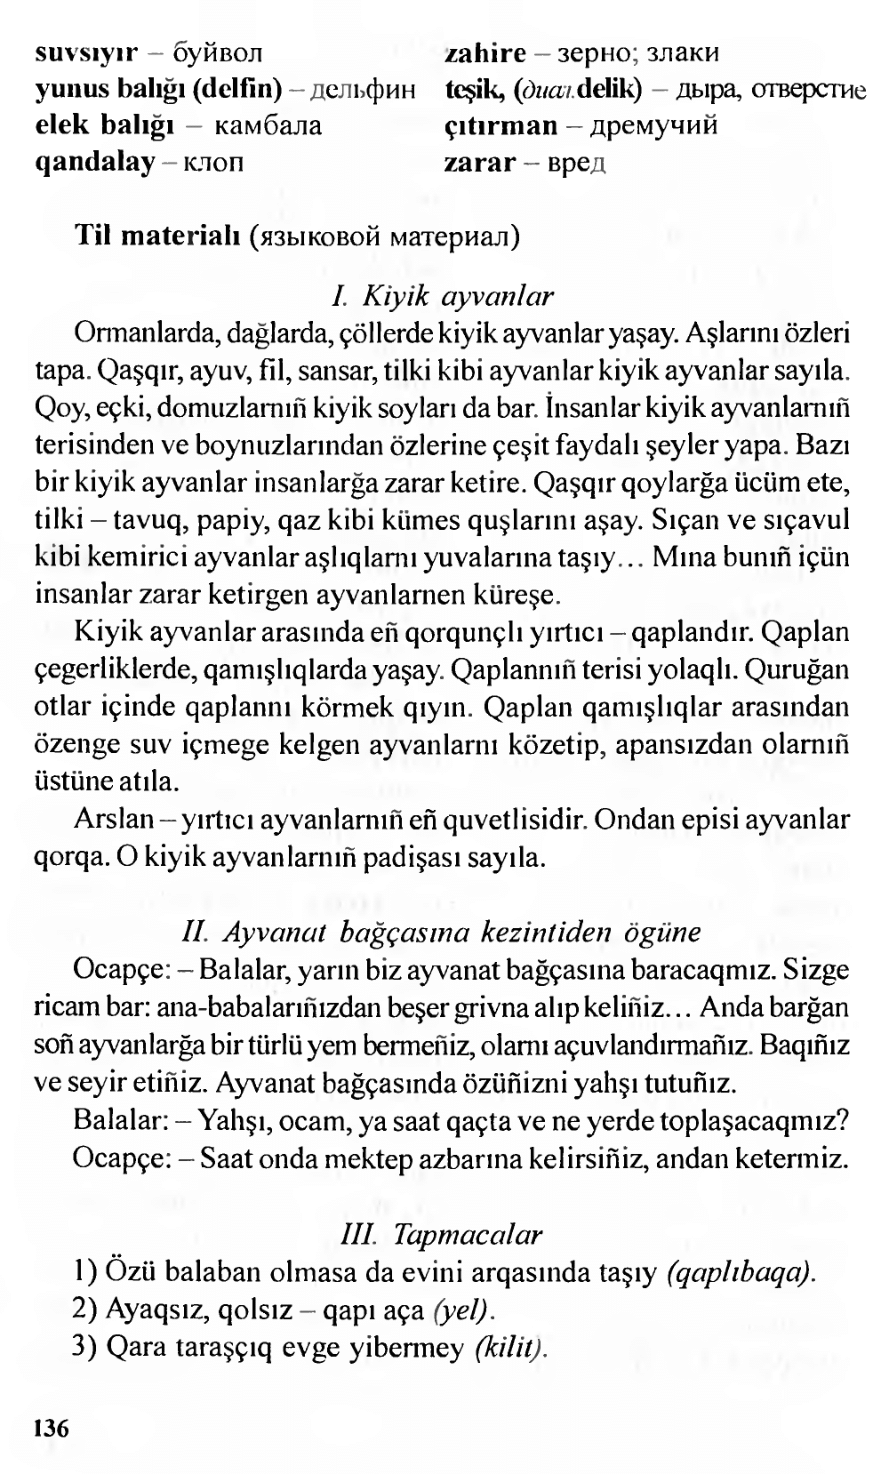 suvsıyır – буйвол
yunus balığı (delfin) – дельфин
elek balığı – камбала
qandalay – клоп
zahire – зерно; злаки
teşik, (диал. delik) – дыра, отверстие
çıtırman – дремучий
zarar – вред
Til materialı (языковой материал)
I. Kiyik ayvanlar
Ormanlarda, dağlarda, çöllerde kiyik ayvanlar yaşay. Aşlarını özleri
tapa. Qaşqır, ayuv, fil, sansar, tilki kibi ayvanlar kiyik ayvanlar sayıla.
Qoy, eçki, domuzlarnıñ kiyik soyları da bar. İnsanlar kiyik ayvanlarnıñ
terisinden ve boynuzlarından özlerine çeşit faydalı şeyler yapa. Bazı
bir kiyik ayvanlar insanlarğa zarar ketire. Qaşqır qoylarğa ücüm ete,
tilki – tavuq, papiy, qaz kibi kümes quşlarını aşay. Sıçan ve sıçavul
kibi kemirici ayvanlar aşlıqlarnı yuvalarına taşıy... Mına bunıñ içün
insanlar zarar ketirgen ayvanlarnen küreşe.
Kiyik ayvanlar arasında eñ qorqunçlı yırtıcı – qaplandır. Qaplan
çegerliklerde, qamışlıqlarda yaşay. Qaplannıñ terisi yolaqlı. Quruğan
otlar içinde qaplannı körmek qıyın. Qaplan qamışlıqlar arasından
özenge suv içmege kelgen ayvanlarnı közetip, apansızdan olarnıñ
üstüne atıla.
Arslan – yırtıcı ayvanlarnıñ eñ quvetlisidir. Ondan episi ayvanlar
qorqa. O kiyik ayvanlarnıñ padişası sayıla.
II. Ayvanat bağçasına kezintiden ögüne
Ocapçe: – Balalar, yarın biz ayvanat bağçasına baracaqmız. Sizge
ricam bar: ana-babalarıñızdan beşer grivna alıp keliñiz... Anda barğan
soñ ayvanlarğa bir türlü yem bermeñiz, olarnı açuvlandırmañız. Baqıñız
ve seyir etiñiz. Ayvanat bağçasında özüñizni yahşı tutuñız.
Balalar: – Yahşı, ocam, ya saat qaçta ve ne yerde toplaşacaqmız?
Ocapçe: – Saat onda mektep azbarına kelirsiñiz, andan ketermiz.
III. Tapmacalar
1) Özü balaban olmasa da evini arqasında taşıy (qaplıbaqa).
2) Ayaqsız, qolsız – qapı aça (yel).
3) Qara taraşçıq evge yibermey (kilit).
136